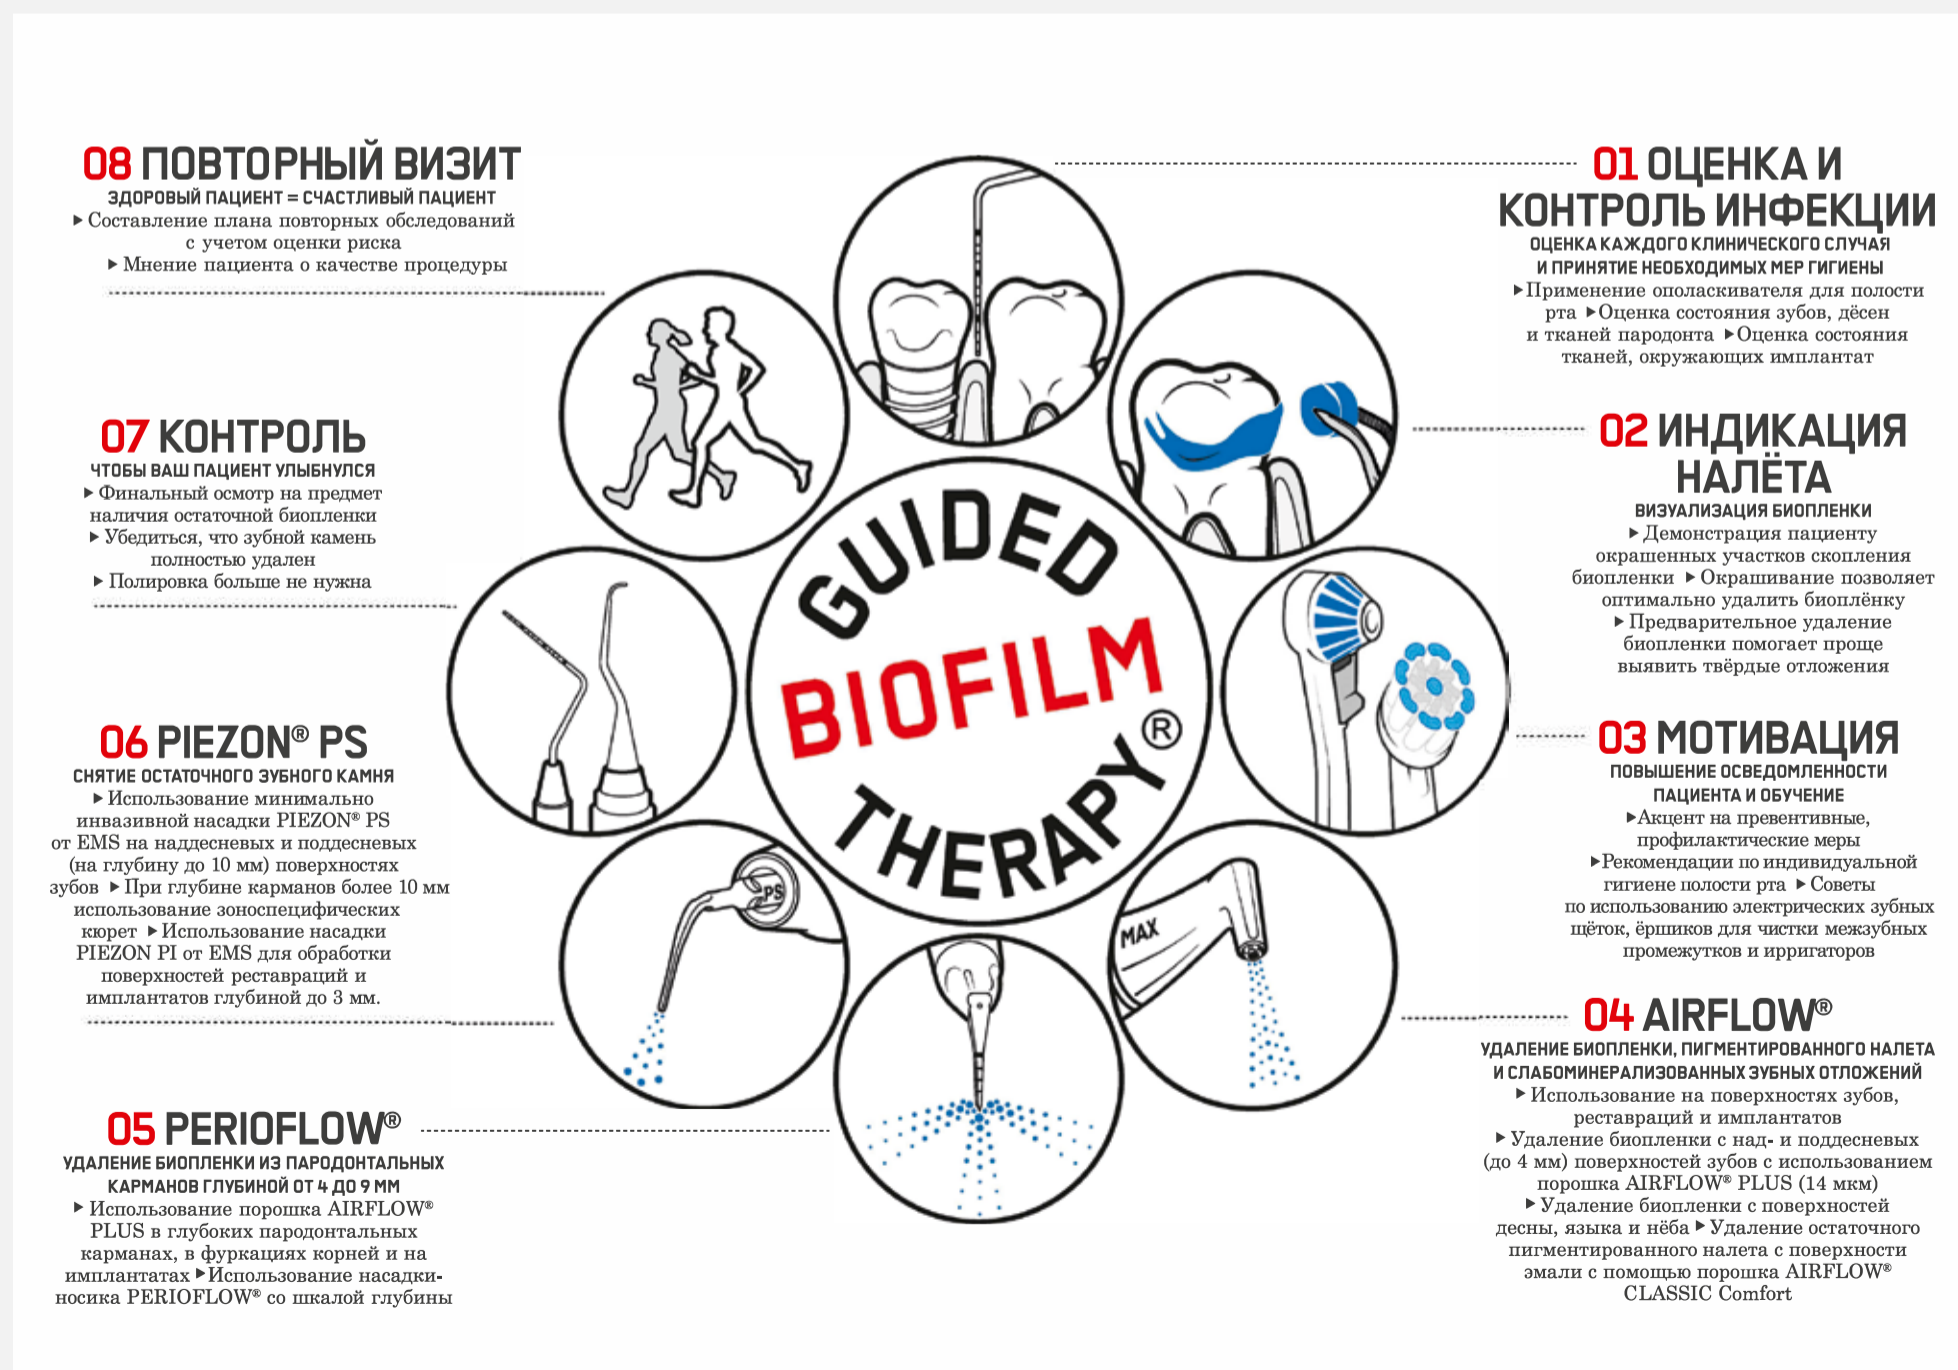 08 ПОВТОРНЫЙ ВИЗИТ
ЗДОРОВЫЙ ПАЦИЕНТ = СЧАСТЛИВЫЙ ПАЦИЕНТ
▶ Составление плана повторных обследований
с учетом оценки риска
▶ Мнение пациента о качестве процедуры
07 КОНТРОЛЬ
ЧТОБЫ ВАШ ПАЦИЕНТ УЛЫБНУЛСЯ
▶ Финальный осмотр на предмет
наличия остаточной биопленки
▶ Убедиться, что зубной камень
полностью удален
▶ Полировка больше не нужна
06 PIEZON® PS
СНЯТИЕ ОСТАТОЧНОГО ЗУБНОГО КАМНЯ
▶ Использование минимально
инвазивной насадки PIEZON® PS
от EMS на наддесневых и поддесневых
(на глубину до 10 мм) поверхностях
зубов ▶ При глубине карманов более 10 мм
использование зоноспецифических
кюрет ▶ Использование насадки
PIEZON PI от EMS для обработки
поверхностей реставраций и
имплантатов глубиной до 3 мм.
05 PERIOFLOW®
УДАЛЕНИЕ БИОПЛЕНКИ ИЗ ПАРОДОНТАЛЬНЫХ
КАРМАНОВ ГЛУБИНОЙ ОТ 4 ДО 9 ММ
▶ Использование порошка AIRFLOW®
PLUS в глубоких пародонтальных
карманах, в фуркациях корней и на
имплантатах ▶Использование насадки-
носика PERIOFLOW® со шкалой глубины
GUIDED
BIOFILM
THERAPY®
PS
MAX
01 ОЦЕНКА И
КОНТРОЛЬ ИНФЕКЦИИ
ОЦЕНКА КАЖДОГО КЛИНИЧЕСКОГО СЛУЧАЯ
И ПРИНЯТИЕ НЕОБХОДИМЫХ МЕР ГИГИЕНЫ
▶Применение ополаскивателя для полости
рта ▶Оценка состояния зубов, дёсен
и тканей пародонта ▶Оценка состояния
тканей, окружающих имплантат
02 ИНДИКАЦИЯ
НАЛЁТА
ВИЗУАЛИЗАЦИЯ БИОПЛЕНКИ
▶ Демонстрация пациенту
окрашенных участков скопления
биопленки ▶ Окрашивание позволяет
оптимально удалить биоплёнку
▶ Предварительное удаление
биопленки помогает проще
выявить твёрдые отложения
03 МОТИВАЦИЯ
ПОВЫШЕНИЕ ОСВЕДОМЛЕННОСТИ
ПАЦИЕНТА И ОБУЧЕНИЕ
▶Акцент на превентивные,
профилактические меры
▶Рекомендации по индивидуальной
гигиене полости рта ▶ Советы
по использованию электрических зубных
щёток, ёршиков для чистки межзубных
промежутков и ирригаторов
04 AIRFLOW®
УДАЛЕНИЕ БИОПЛЕНКИ, ПИГМЕНТИРОВАННОГО НАЛЕТА
И СЛАБОМИНЕРАЛИЗОВАННЫХ ЗУБНЫХ ОТЛОЖЕНИЙ
▶ Использование на поверхностях зубов,
реставраций и имплантатов
▶ Удаление биопленки с над- и поддесневых
(до 4 мм) поверхностей зубов с использованием
порошка AIRFLOW® PLUS (14 мкм)
▶ Удаление биопленки с поверхностей
десны, языка и нёба ▶ Удаление остаточного
пигментированного налета с поверхности
эмали с помощью порошка AIRFLOW®
CLASSIC Comfort